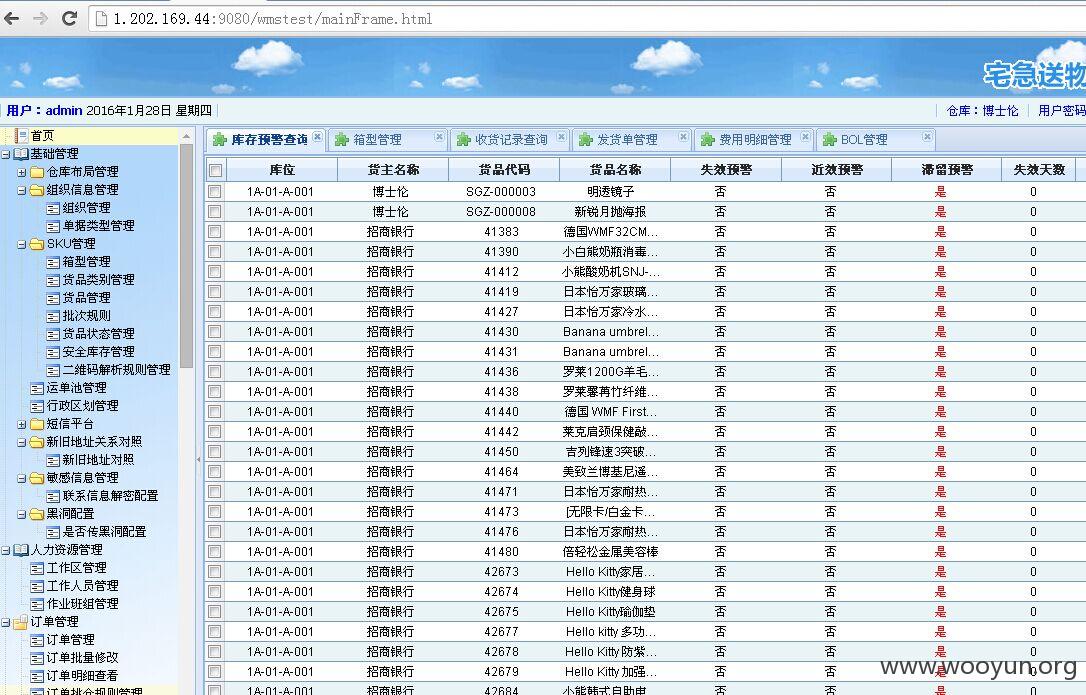 1.202.169.44:9080/wmstest/mainFrame.html
宅急送物
用户：admin 2016年1月28日 星期四
仓库：博士伦 用户密码
首页
基础管理
仓库布局管理
组织信息管理
组织管理
单据类型管理
SKU管理
箱型管理
货品类别管理
货品管理
批次规则
货品状态管理
安全库存管理
二维码解析规则管理
运单池管理
行政区划管理
短信平台
新旧地址关系对照
新旧地址对照
敏感信息管理
联系信息解密配置
黑洞配置
是否传黑洞配置
人力资源管理
工作区管理
工作人员管理
作业班组管理
订单管理
订单管理
订单批量修改
订单明细查看
订单拋分规则管理
库存预警查询 箱型管理 收货记录查询 发货单管理 费用明细管理 BOL管理
库位 货主名称 货品代码 货品名称 失效预警 近效预警 滞留预警 失效天数
1A-01-A-001 博士伦 SGZ-000003 明透镜子 否 否 是 0
1A-01-A-001 博士伦 SGZ-000008 新锐月抛海报 否 否 是 0
1A-01-A-001 招商银行 41383 德国WMF32CM... 否 否 是 0
1A-01-A-001 招商银行 41390 小白熊奶瓶消毒... 否 否 是 0
1A-01-A-001 招商银行 41412 小熊酸奶机SNJ-... 否 否 是 0
1A-01-A-001 招商银行 41419 日本怡万家玻璃... 否 否 是 0
1A-01-A-001 招商银行 41427 日本怡万家冷水... 否 否 是 0
1A-01-A-001 招商银行 41430 Banana umbrel... 否 否 是 0
1A-01-A-001 招商银行 41431 Banana umbrel... 否 否 是 0
1A-01-A-001 招商银行 41436 罗莱1200G羊毛... 否 否 是 0
1A-01-A-001 招商银行 41438 罗莱馨苒竹纤维... 否 否 是 0
1A-01-A-001 招商银行 41440 德国 WMF First... 否 否 是 0
1A-01-A-001 招商银行 41442 莱克肩颈保健敲... 否 否 是 0
1A-01-A-001 招商银行 41450 吉列锋速3突破... 否 否 是 0
1A-01-A-001 招商银行 41464 美致兰博基尼遥... 否 否 是 0
1A-01-A-001 招商银行 41471 日本怡万家耐热... 否 否 是 0
1A-01-A-001 招商银行 41473 [无限卡/白金卡... 否 否 是 0
1A-01-A-001 招商银行 41476 日本怡万家耐热... 否 否 是 0
1A-01-A-001 招商银行 41480 倍轻松金属美容棒 否 否 是 0
1A-01-A-001 招商银行 42673 Hello Kitty家居... 否 否 是 0
1A-01-A-001 招商银行 42674 Hello Kitty健身球 否 否 是 0
1A-01-A-001 招商银行 42675 Hello Kitty瑜伽垫 否 否 是 0
1A-01-A-001 招商银行 42677 Hello kitty 多功... 否 否 是 0
1A-01-A-001 招商银行 42678 Hello Kitty 防紫... 否 否 是 0
1A-01-A-001 招商银行 42679 Hello Kitty 加强... 否 否 是 0
1A-01-A-001 招商银行 42684 小熊韩式自助电 否 否 是 0
www.wooyun.org